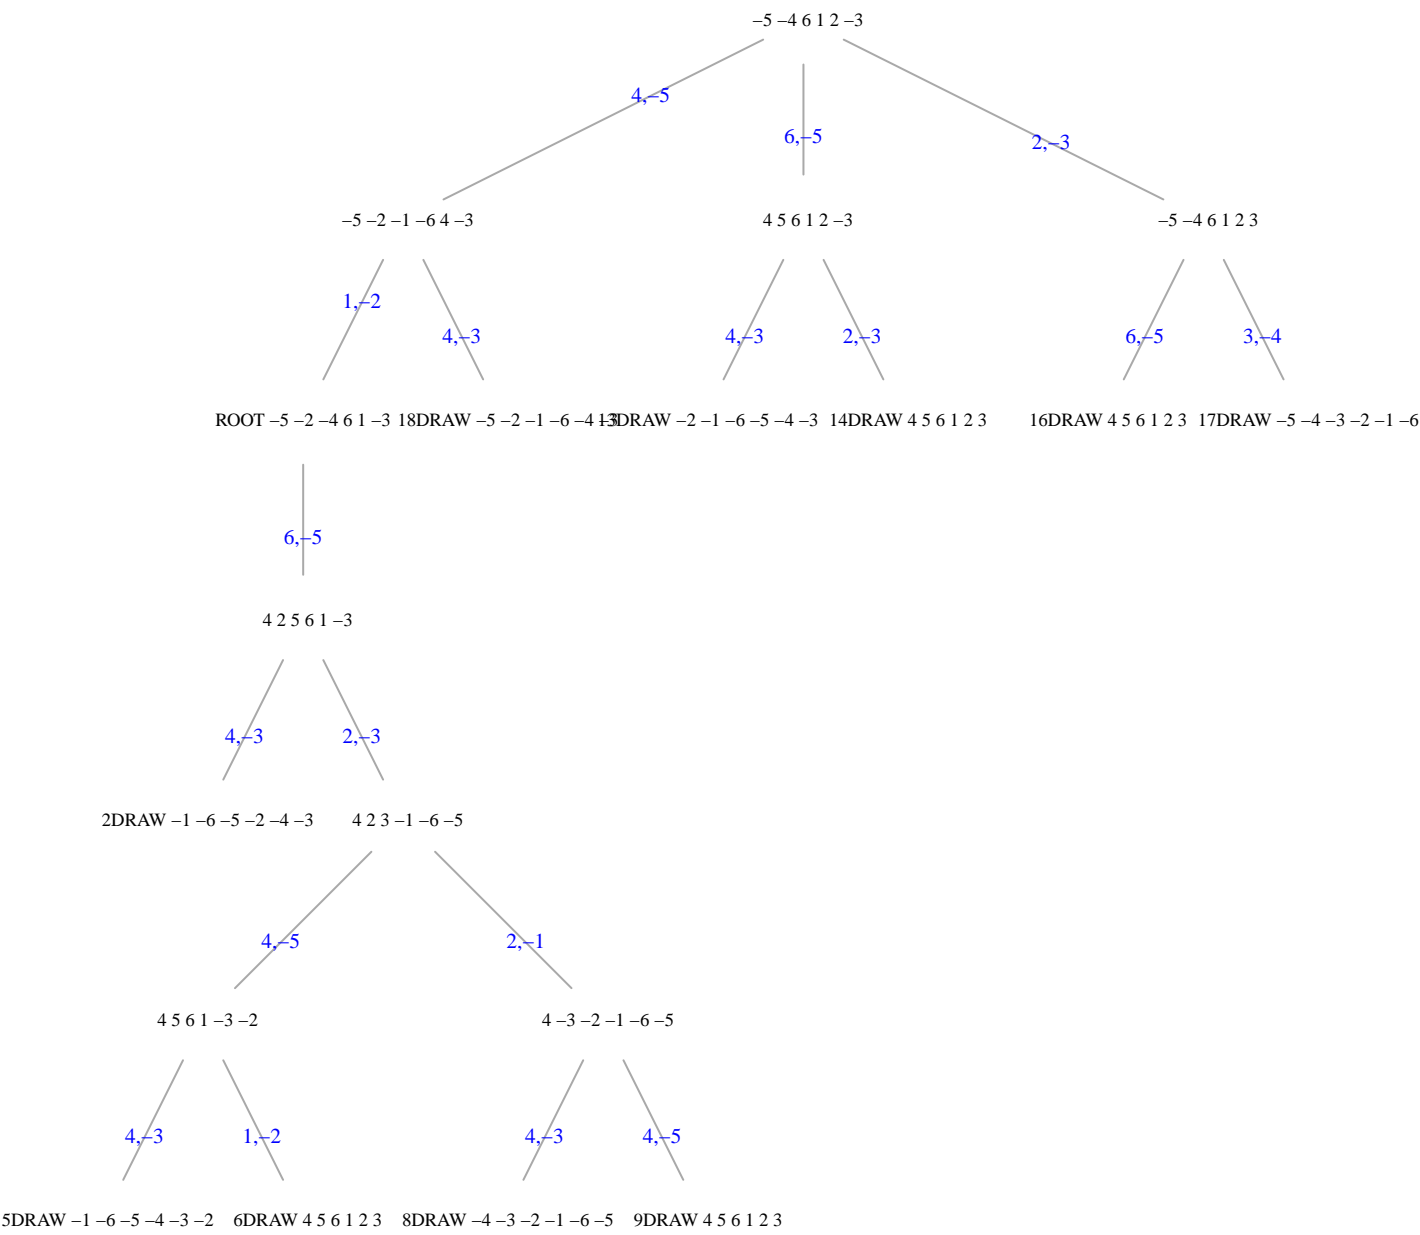 –5 –4 6 1 2 –3
4,–5
6,–5
2,–3
–5 –2 –1 –6 4 –3
4 5 6 1 2 –3
–5 –4 6 1 2 3
1,–2
4,–3
4,–3
2,–3
6,–5
3,–4
ROOT –5 –2 –4 6 1 –3
18DRAW –5 –2 –1 –6 –4 –3
13DRAW –2 –1 –6 –5 –4 –3
14DRAW 4 5 6 1 2 3
16DRAW 4 5 6 1 2 3
17DRAW –5 –4 –3 –2 –1 –6
6,–5
4 2 5 6 1 –3
4,–3
2,–3
2DRAW –1 –6 –5 –2 –4 –3
4 2 3 –1 –6 –5
4,–5
2,–1
4 5 6 1 –3 –2
4 –3 –2 –1 –6 –5
4,–3
1,–2
4,–3
4,–5
5DRAW –1 –6 –5 –4 –3 –2
6DRAW 4 5 6 1 2 3
8DRAW –4 –3 –2 –1 –6 –5
9DRAW 4 5 6 1 2 3